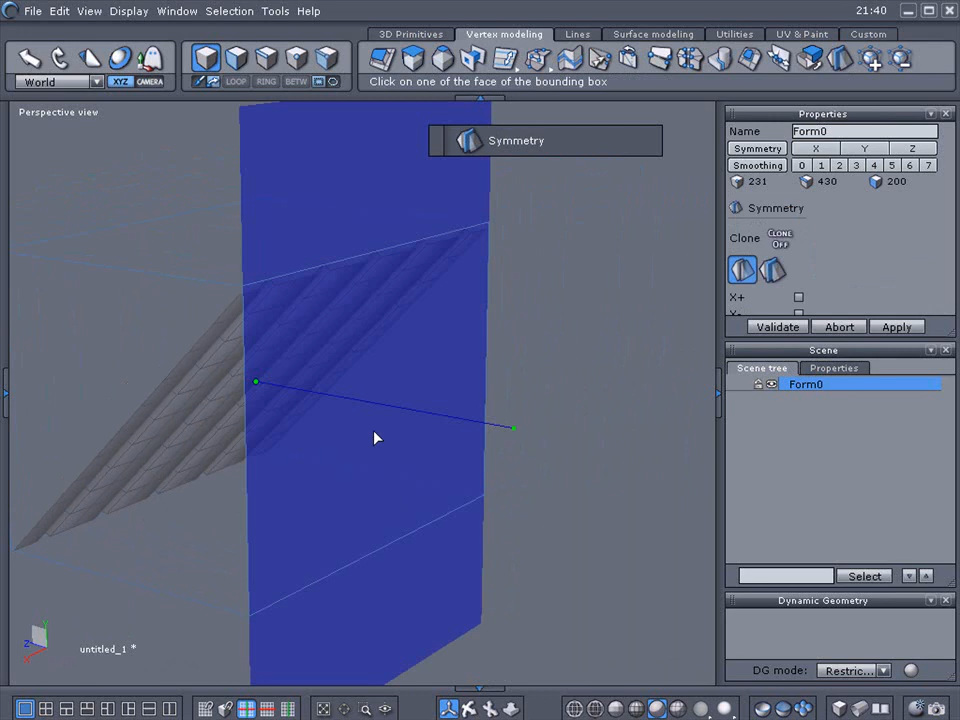 File Edit View Display Window Selection Tools Help 21:40
3D Primitives Vertex modeling Lines Surface modeling Utilities UV & Paint Custom
World XYZ CAMERA LOOP RING BETW
Click on one of the face of the bounding box
Perspective view
Symmetry
Properties
Name Form0
Symmetry X Y Z
Smoothing 0 1 2 3 4 5 6 7
231 430 200
Symmetry
Clone CLONE OFF
X+
X-
Validate Abort Apply
Scene
Scene tree Properties
Form0
Select
Dynamic Geometry
DG mode: Restric...
Y
Z
X
untitled_1 *